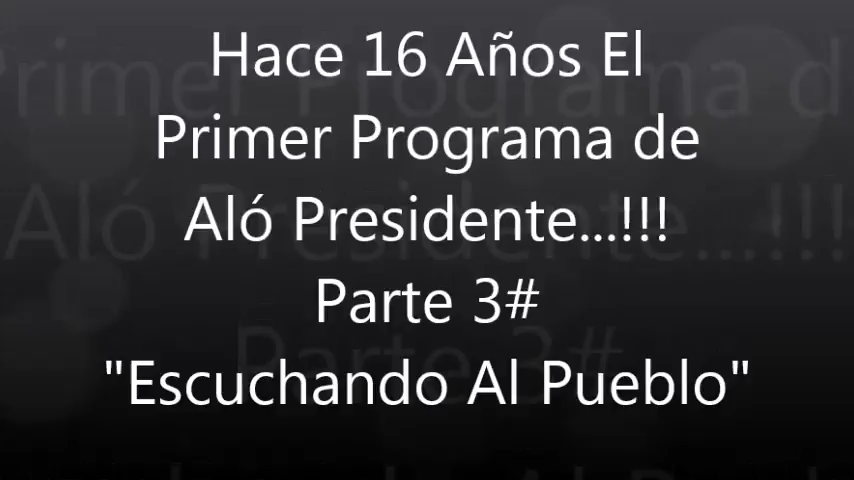 Hace 16 Años El
Primer Programa de
Aló Presidente...!!!
Parte 3#
"Escuchando Al Pueblo"